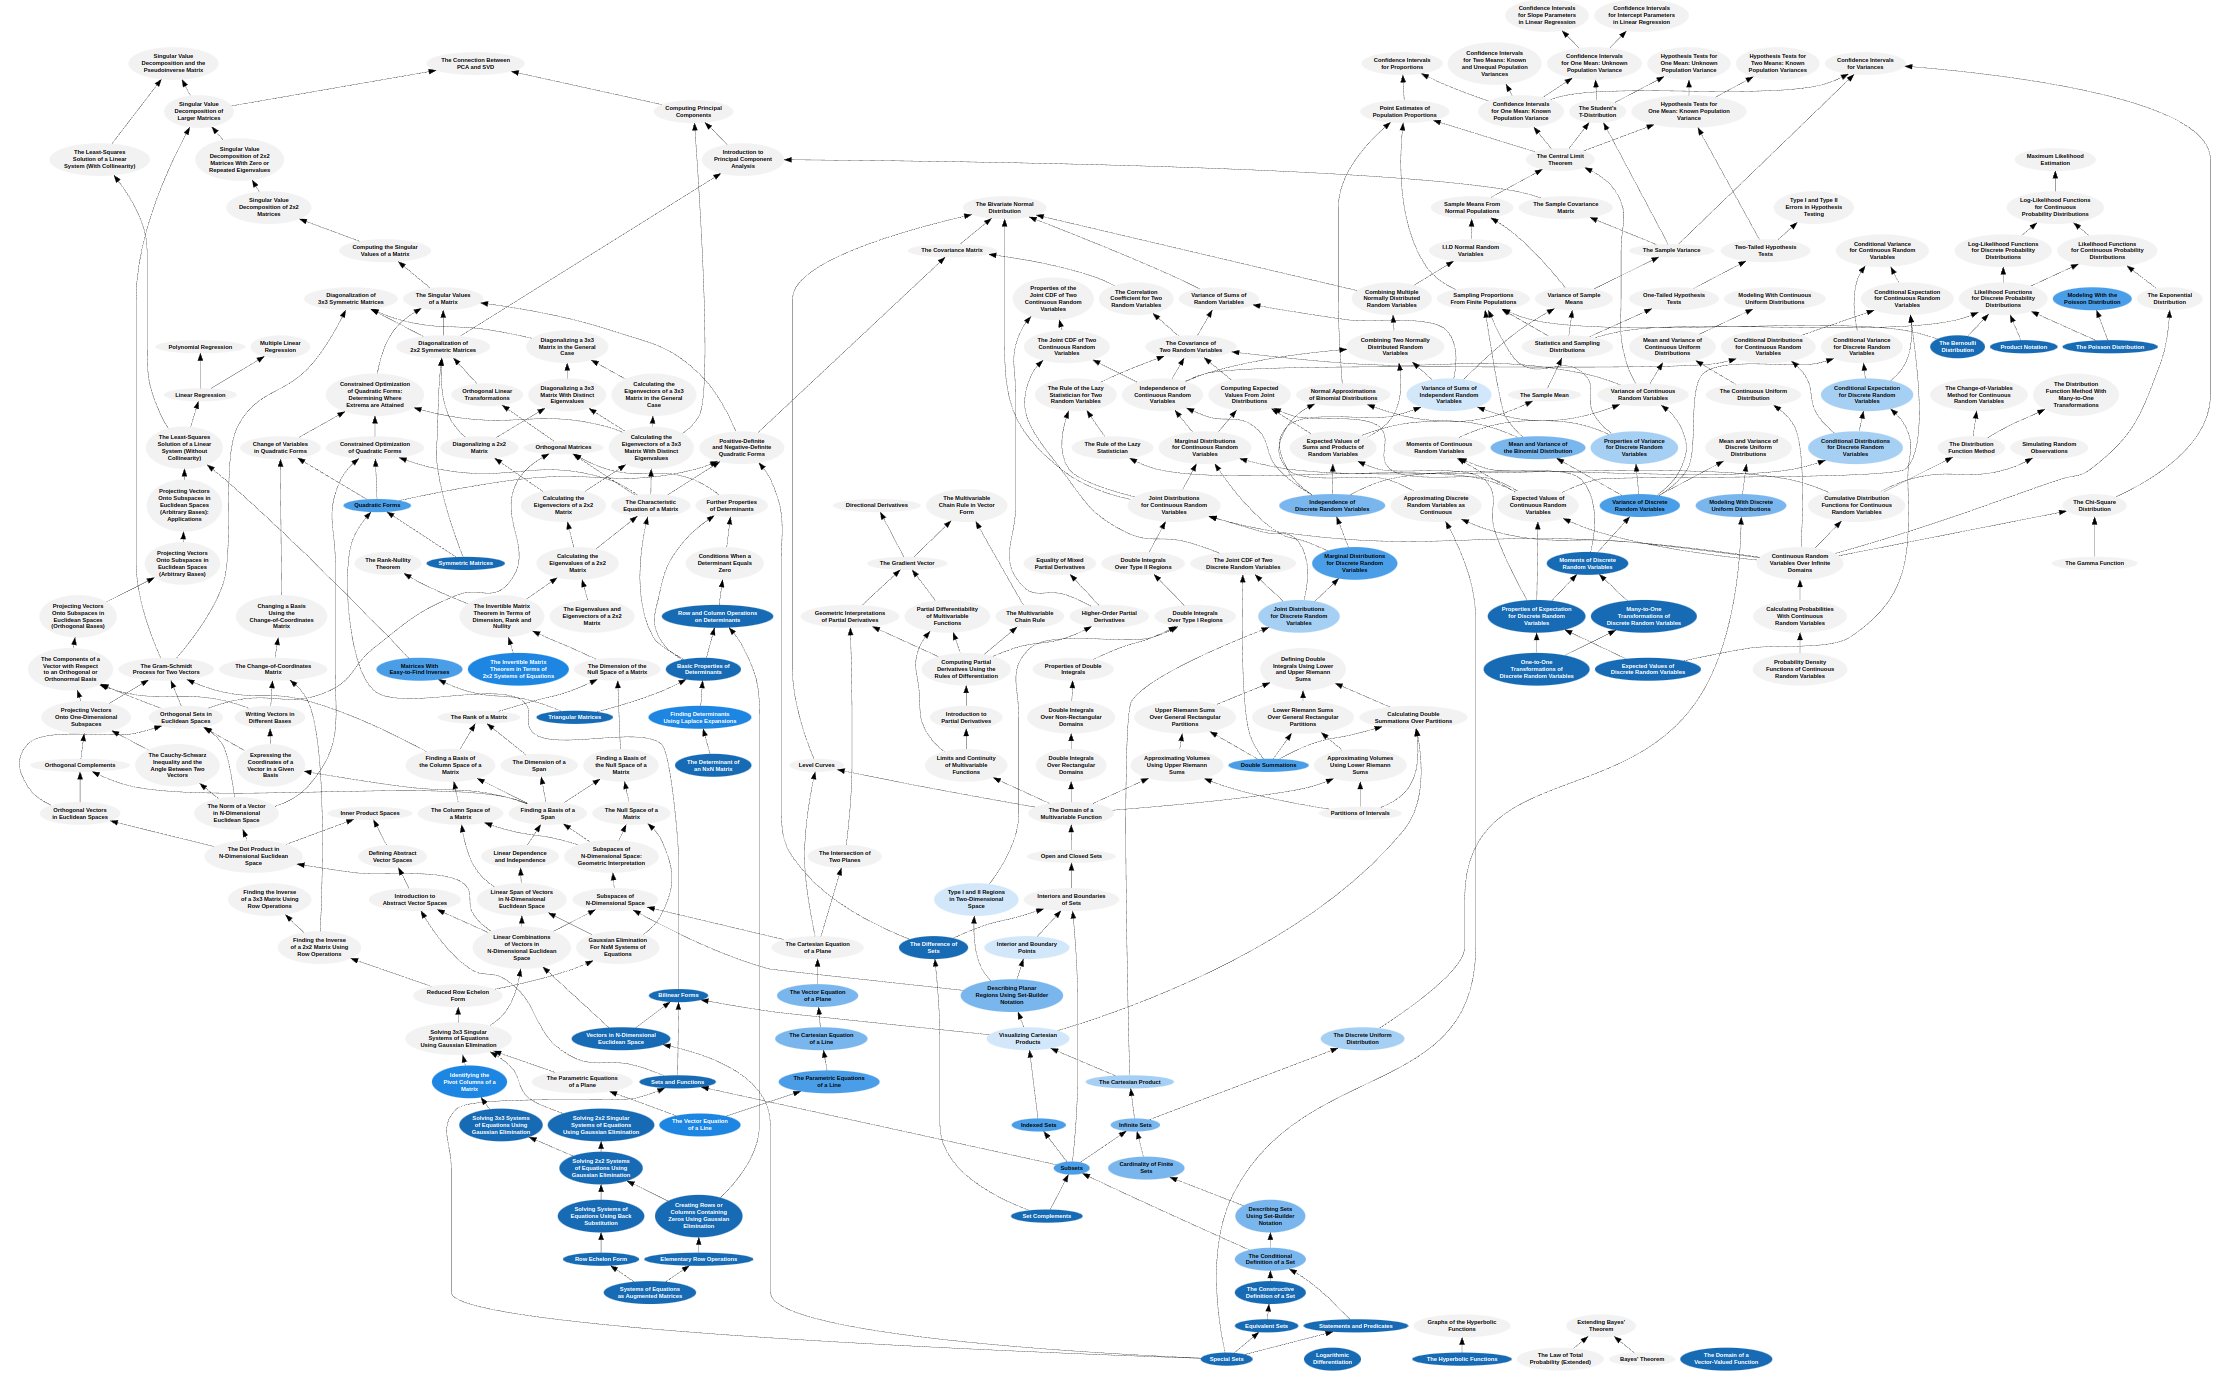 Confidence Intervals
for Slope Parameters
in Linear Regression
Confidence Intervals
for Intercept Parameters
in Linear Regression
Singular Value
Decomposition and the
Pseudoinverse Matrix
The Connection Between
PCA and SVD
Confidence Intervals
for Proportions
Confidence Intervals
for Two Means: Known
and Unequal Population
Variances
Confidence Intervals
for One Mean: Unknown
Population Variance
Hypothesis Tests for
One Mean: Unknown
Population Variance
Hypothesis Tests for
Two Means: Known
Population Variances
Confidence Intervals
for Variances
Singular Value
Decomposition of
Larger Matrices
Computing Principal
Components
Point Estimates of
Population Proportions
Confidence Intervals
for One Mean: Known
Population Variance
The Student's
T-Distribution
Hypothesis Tests for
One Mean: Known Population
Variance
The Least-Squares
Solution of a Linear
System (With Collinearity)
Singular Value
Decomposition of 2x2
Matrices With Zero or
Repeated Eigenvalues
Introduction to
Principal Component
Analysis
The Central Limit
Theorem
Maximum Likelihood
Estimation
Singular Value
Decomposition of 2x2
Matrices
The Bivariate Normal
Distribution
Sample Means From
Normal Populations
The Sample Covariance
Matrix
Type I and Type II
Errors in Hypothesis
Testing
Log-Likelihood Functions
for Continuous
Probability Distributions
Computing the Singular
Values of a Matrix
The Covariance Matrix
I.I.D Normal Random
Variables
The Sample Variance
Two-Tailed Hypothesis
Tests
Conditional Variance
for Continuous Random
Variables
Log-Likelihood Functions
for Discrete Probability
Distributions
Likelihood Functions
for Continuous Probability
Distributions
Diagonalization of
3x3 Symmetric Matrices
The Singular Values
of a Matrix
Properties of the
Joint CDF of Two
Continuous Random
Variables
The Correlation
Coefficient for Two
Random Variables
Variance of Sums of
Random Variables
Combining Multiple
Normally Distributed
Random Variables
Sampling Proportions
From Finite Populations
Variance of Sample
Means
One-Tailed Hypothesis
Tests
Modeling With Continuous
Uniform Distributions
Conditional Expectation
for Continuous Random
Variables
Likelihood Functions
for Discrete Probability
Distributions
Modeling With the
Poisson Distribution
The Exponential
Distribution
Polynomial Regression
Multiple Linear
Regression
Diagonalization of
2x2 Symmetric Matrices
Diagonalizing a 3x3
Matrix in the General
Case
The Joint CDF of Two
Continuous Random
Variables
The Covariance of
Two Random Variables
Combining Two Normally
Distributed Random
Variables
Statistics and Sampling
Distributions
Mean and Variance of
Continuous Uniform
Distributions
Conditional Distributions
for Continuous Random
Variables
Conditional Variance
for Discrete Random
Variables
The Bernoulli
Distribution
Product Notation
The Poisson Distribution
Linear Regression
Constrained Optimization
of Quadratic Forms:
Determining Where
Extrema are Attained
Orthogonal Linear
Transformations
Diagonalizing a 3x3
Matrix With Distinct
Eigenvalues
Calculating the
Eigenvectors of a 3x3
Matrix in the General
Case
The Rule of the Lazy
Statistician for Two
Random Variables
Independence of
Continuous Random
Variables
Computing Expected
Values From Joint
Distributions
Normal Approximations
of Binomial Distributions
Variance of Sums of
Independent Random
Variables
The Sample Mean
Variance of Continuous
Random Variables
The Continuous Uniform
Distribution
Conditional Expectation
for Discrete Random
Variables
The Change-of-Variables
Method for Continuous
Random Variables
The Distribution
Function Method With
Many-to-One
Transformations
The Least-Squares
Solution of a Linear
System (Without
Collinearity)
Change of Variables
in Quadratic Forms
Constrained Optimization
of Quadratic Forms
Diagonalizing a 2x2
Matrix
Orthogonal Matrices
Calculating the
Eigenvectors of a 3x3
Matrix With Distinct
Eigenvalues
Positive-Definite
and Negative-Definite
Quadratic Forms
The Rule of the Lazy
Statistician
Marginal Distributions
for Continuous Random
Variables
Expected Values of
Sums and Products of
Random Variables
Moments of Continuous
Random Variables
Mean and Variance of
the Binomial Distribution
Properties of Variance
for Discrete Random
Variables
Mean and Variance of
Discrete Uniform
Distributions
Conditional Distributions
for Discrete Random
Variables
The Distribution
Function Method
Simulating Random
Observations
Projecting Vectors
Onto Subspaces in
Euclidean Spaces
(Arbitrary Bases):
Applications
Quadratic Forms
Calculating the
Eigenvectors of a 2x2
Matrix
The Characteristic
Equation of a Matrix
Further Properties
of Determinants
Directional Derivatives
The Multivariable
Chain Rule in Vector
Form
Joint Distributions
for Continuous Random
Variables
Independence of
Discrete Random Variables
Approximating Discrete
Random Variables as
Continuous
Expected Values of
Continuous Random
Variables
Variance of Discrete
Random Variables
Modeling With Discrete
Uniform Distributions
Cumulative Distribution
Functions for Continuous
Random Variables
The Chi-Square
Distribution
Projecting Vectors
Onto Subspaces in
Euclidean Spaces
(Arbitrary Bases)
The Rank-Nullity
Theorem
Symmetric Matrices
Calculating the
Eigenvalues of a 2x2
Matrix
Conditions When a
Determinant Equals
Zero
The Gradient Vector
Equality of Mixed
Partial Derivatives
Double Integrals
Over Type II Regions
The Joint CDF of Two
Discrete Random Variables
Marginal Distributions
for Discrete Random
Variables
Moments of Discrete
Random Variables
Continuous Random
Variables Over Infinite
Domains
The Gamma Function
Projecting Vectors
Onto Subspaces in
Euclidean Spaces
(Orthogonal Bases)
Changing a Basis
Using the
Change-of-Coordinates
Matrix
The Invertible Matrix
Theorem in Terms of
Dimension, Rank and
Nullity
The Eigenvalues and
Eigenvectors of a 2x2
Matrix
Row and Column Operations
on Determinants
Geometric Interpretations
of Partial Derivatives
Partial Differentiability
of Multivariable
Functions
The Multivariable
Chain Rule
Higher-Order Partial
Derivatives
Double Integrals
Over Type I Regions
Joint Distributions
for Discrete Random
Variables
Properties of Expectation
for Discrete Random
Variables
Many-to-One
Transformations of
Discrete Random Variables
Calculating Probabilities
With Continuous
Random Variables
The Components of a
Vector with Respect
to an Orthogonal or
Orthonormal Basis
The Gram-Schmidt
Process for Two Vectors
The Change-of-Coordinates
Matrix
Matrices With
Easy-to-Find Inverses
The Invertible Matrix
Theorem in Terms of
2x2 Systems of Equations
The Dimension of the
Null Space of a Matrix
Basic Properties of
Determinants
Computing Partial
Derivatives Using the
Rules of Differentiation
Properties of Double
Integrals
Defining Double
Integrals Using Lower
and Upper Riemann
Sums
One-to-One
Transformations of
Discrete Random Variables
Expected Values of
Discrete Random Variables
Probability Density
Functions of Continuous
Random Variables
Projecting Vectors
Onto One-Dimensional
Subspaces
Orthogonal Sets in
Euclidean Spaces
Writing Vectors in
Different Bases
The Rank of a Matrix
Triangular Matrices
Finding Determinants
Using Laplace Expansions
Introduction to
Partial Derivatives
Double Integrals
Over Non-Rectangular
Domains
Upper Riemann Sums
Over General Rectangular
Partitions
Lower Riemann Sums
Over General Rectangular
Partitions
Calculating Double
Summations Over Partitions
Orthogonal Complements
The Cauchy-Schwarz
Inequality and the
Angle Between Two
Vectors
Expressing the
Coordinates of a
Vector in a Given
Basis
Finding a Basis of
the Column Space of a
Matrix
The Dimension of a
Span
Finding a Basis of
the Null Space of a
Matrix
The Determinant of
an NxN Matrix
Level Curves
Limits and Continuity
of Multivariable
Functions
Double Integrals
Over Rectangular
Domains
Approximating Volumes
Using Upper Riemann
Sums
Double Summations
Approximating Volumes
Using Lower Riemann
Sums
Orthogonal Vectors
in Euclidean Spaces
The Norm of a Vector
in N-Dimensional
Euclidean Space
Inner Product Spaces
The Column Space of
a Matrix
Finding a Basis of a
Span
The Null Space of a
Matrix
The Domain of a
Multivariable Function
Partitions of Intervals
The Dot Product in
N-Dimensional Euclidean
Space
Defining Abstract
Vector Spaces
Linear Dependence
and Independence
Subspaces of
N-Dimensional Space:
Geometric Interpretation
The Intersection of
Two Planes
Open and Closed Sets
Finding the Inverse
of a 3x3 Matrix Using
Row Operations
Introduction to
Abstract Vector Spaces
Linear Span of Vectors
in N-Dimensional
Euclidean Space
Subspaces of
N-Dimensional Space
Type I and II Regions
in Two-Dimensional
Space
Interiors and Boundaries
of Sets
Finding the Inverse
of a 2x2 Matrix Using
Row Operations
Linear Combinations
of Vectors in
N-Dimensional Euclidean
Space
Gaussian Elimination
For NxM Systems of
Equations
The Cartesian Equation
of a Plane
The Difference of
Sets
Interior and Boundary
Points
Reduced Row Echelon
Form
Bilinear Forms
The Vector Equation
of a Plane
Describing Planar
Regions Using Set-Builder
Notation
Solving 3x3 Singular
Systems of Equations
Using Gaussian Elimination
Vectors in N-Dimensional
Euclidean Space
The Cartesian Equation
of a Line
Visualizing Cartesian
Products
The Discrete Uniform
Distribution
Identifying the
Pivot Columns of a
Matrix
The Parametric Equations
of a Plane
Sets and Functions
The Parametric Equations
of a Line
The Cartesian Product
Solving 3x3 Systems
of Equations Using
Gaussian Elimination
Solving 2x2 Singular
Systems of Equations
Using Gaussian Elimination
The Vector Equation
of a Line
Indexed Sets
Infinite Sets
Solving 2x2 Systems
of Equations Using
Gaussian Elimination
Subsets
Cardinality of Finite
Sets
Solving Systems of
Equations Using Back
Substitution
Creating Rows or
Columns Containing
Zeros Using Gaussian
Elimination
Set Complements
Describing Sets
Using Set-Builder
Notation
Row Echelon Form
Elementary Row Operations
The Conditional
Definition of a Set
Systems of Equations
as Augmented Matrices
The Constructive
Definition of a Set
Equivalent Sets
Statements and Predicates
Graphs of the Hyperbolic
Functions
Extending Bayes'
Theorem
Special Sets
Logarithmic
Differentiation
The Hyperbolic Functions
The Law of Total
Probability (Extended)
Bayes' Theorem
The Domain of a
Vector-Valued Function